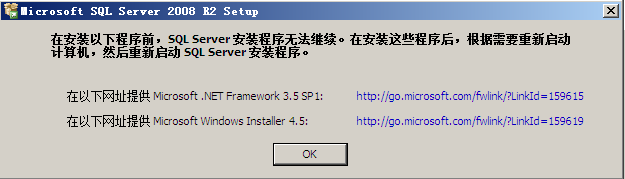 Microsoft SQL Server 2008 R2 Setup
在安装以下程序前，SQL Server 安装程序无法继续。在安装这些程序后，根据需要重新启动
计算机，然后重新启动 SQL Server 安装程序。
在以下网址提供 Microsoft .NET Framework 3.5 SP1: http://go.microsoft.com/fwlink/?LinkId=159615
在以下网址提供 Microsoft Windows Installer 4.5: http://go.microsoft.com/fwlink/?LinkId=159619
OK